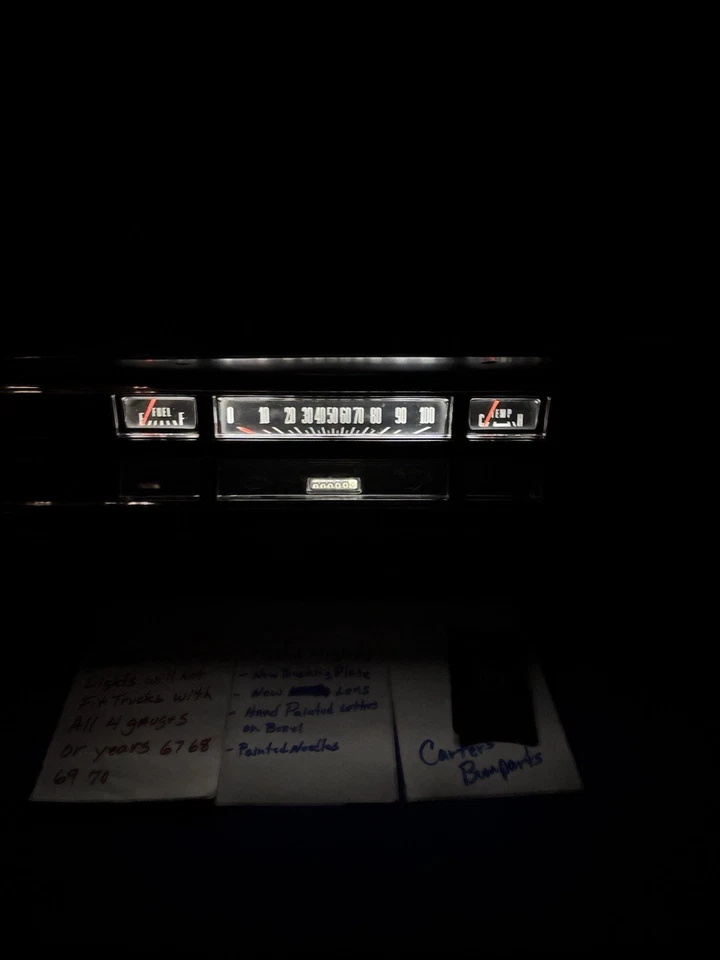 FUEL
E F
0 10 20 30 40 50 60 70 80 90 100
TEMP
C H
Lights will not
Fit Trucks with
All 4 gauges
or years 67 68
69 70
- New Plate
- New Lens
- Hand Painted Letters
on Bezel
- Painted Needles
Carters
Bumparts